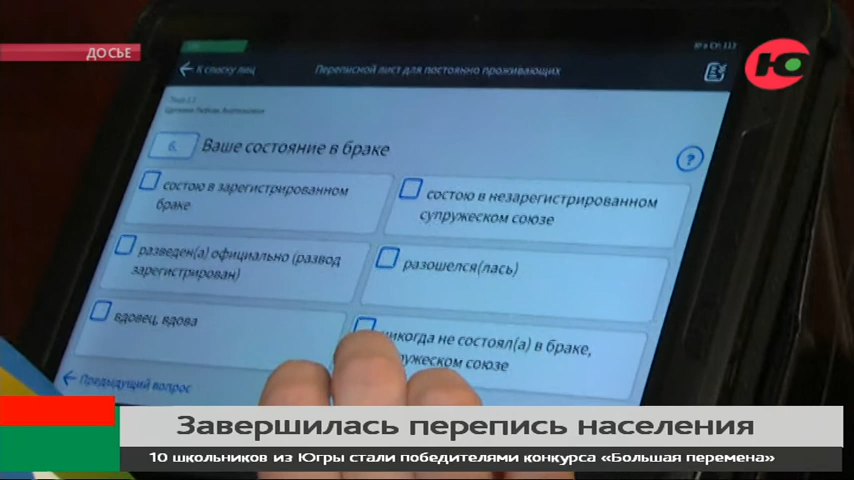 ДОСЬЕ
Ю
К списку лиц
Переписной лист для постоянно проживающих
6.
Ваше состояние в браке
?
состою в зарегистрированном
браке
состою в незарегистрированном
супружеском союзе
разведен(а) официально (развод
зарегистрирован)
разошелся(лась)
вдовец, вдова
никогда не состоял(а) в браке,
Предыдущий вопрос
союзе
Завершилась перепись населения
10 школьников из Югры стали победителями конкурса «Большая перемена»